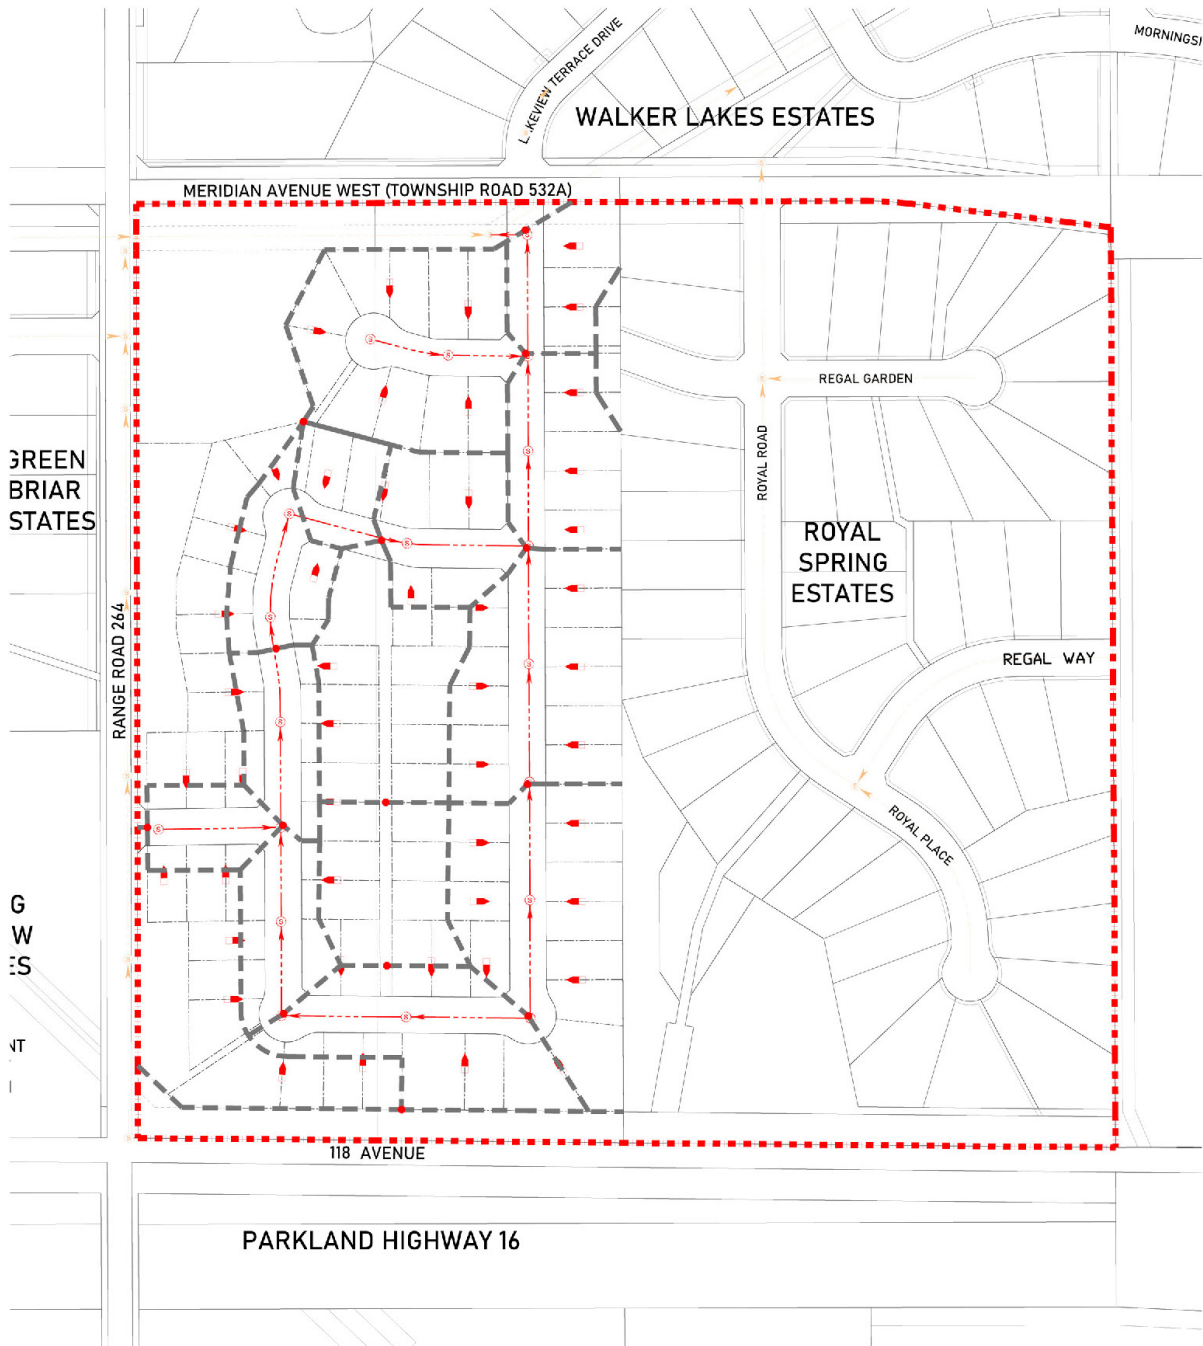 MORNINGSI
LAKEVIEW TERRACE DRIVE
WALKER LAKES ESTATES
MERIDIAN AVENUE WEST (TOWNSHIP ROAD 532A)
REGAL GARDEN
ROYAL ROAD
GREEN
BRIAR
STATES
ROYAL
SPRING
ESTATES
RANGE ROAD 264
REGAL WAY
ROYAL PLACE
G
W
ES
NT
118 AVENUE
PARKLAND HIGHWAY 16